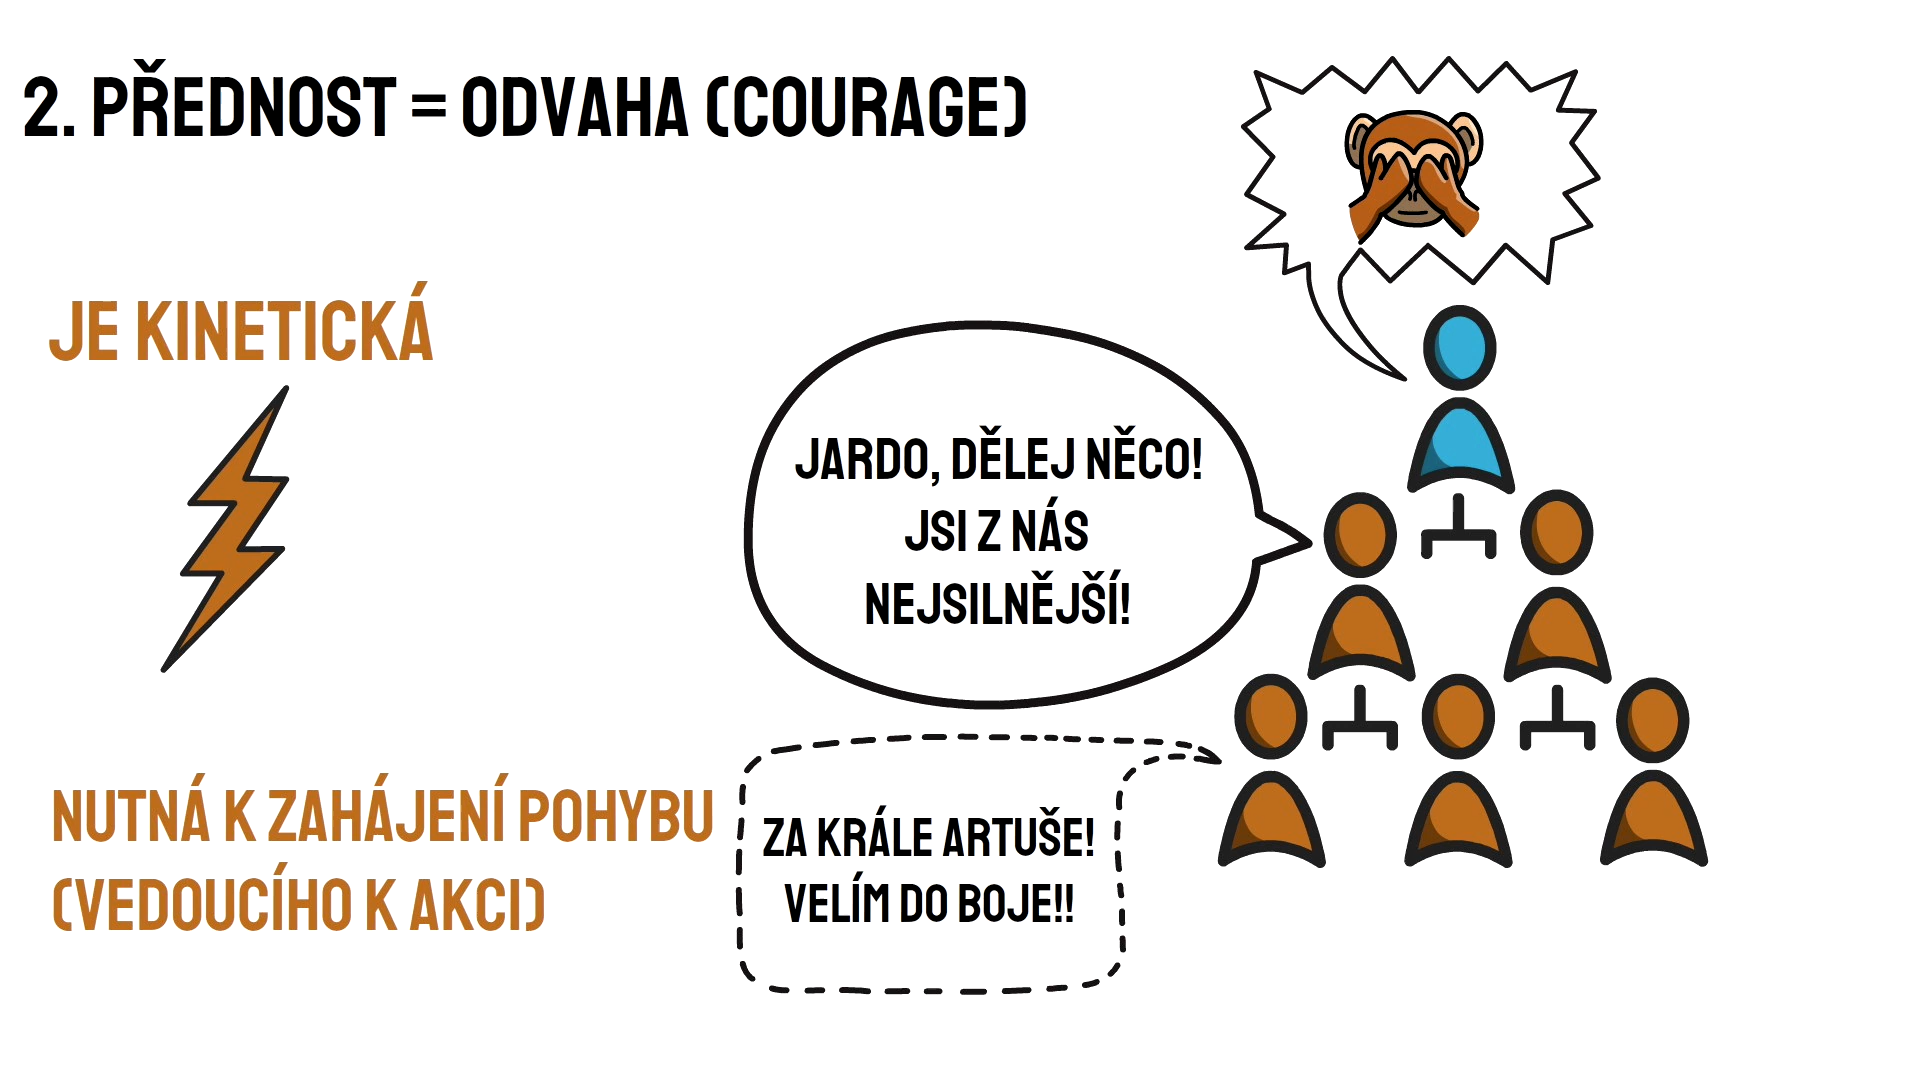 2. PŘEDNOST = ODVAHA (COURAGE)
JE KINETICKÁ
JARDO, DĚLEJ NĚCO!
JSI Z NÁS
NEJSILNĚJŠÍ!
NUTNÁ K ZAHÁJENÍ POHYBU
(VEDOUCÍHO K AKCI)
ZA KRÁLE ARTUŠE!
VELÍM DO BOJE!!